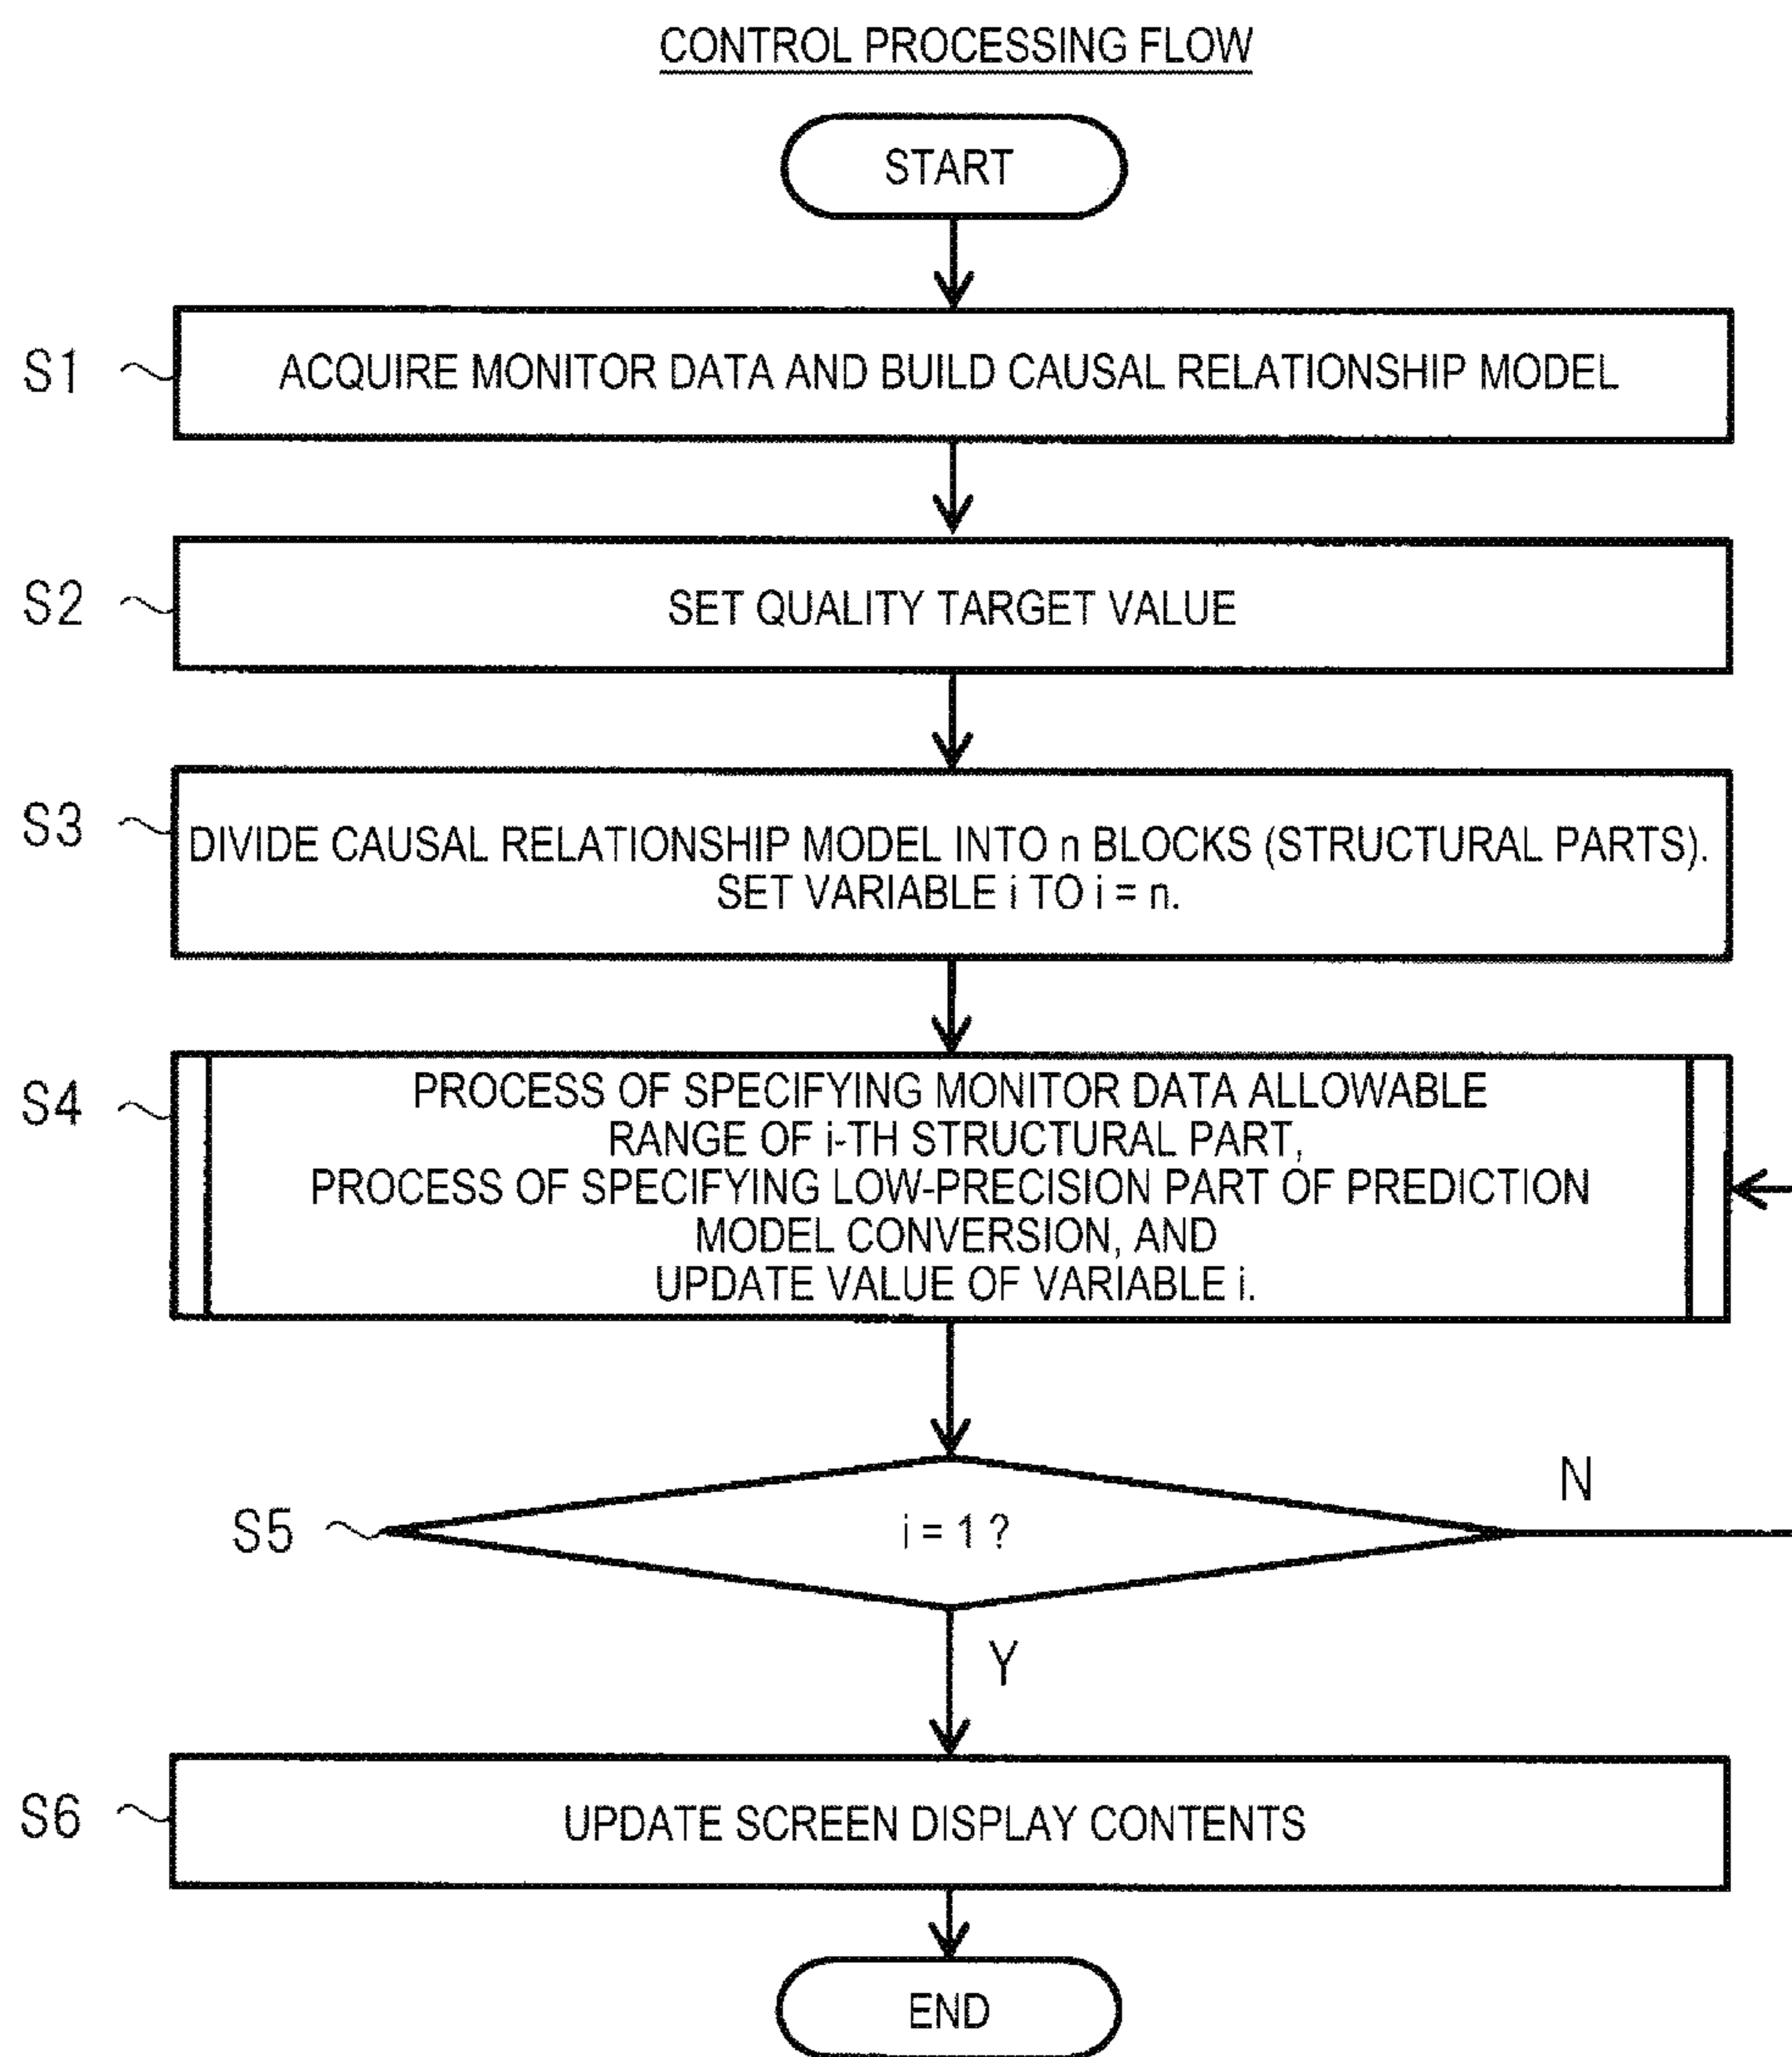 CONTROL PROCESSING FLOW
START
S1
ACQUIRE MONITOR DATA AND BUILD CAUSAL RELATIONSHIP MODEL
S2
SET QUALITY TARGET VALUE
S3
DIVIDE CAUSAL RELATIONSHIP MODEL INTO n BLOCKS (STRUCTURAL PARTS).
SET VARIABLE i TO i = n.
S4
PROCESS OF SPECIFYING MONITOR DATA ALLOWABLE
RANGE OF i-TH STRUCTURAL PART,
PROCESS OF SPECIFYING LOW-PRECISION PART OF PREDICTION
MODEL CONVERSION, AND
UPDATE VALUE OF VARIABLE i.
S5
i = 1 ?
N
Y
S6
UPDATE SCREEN DISPLAY CONTENTS
END